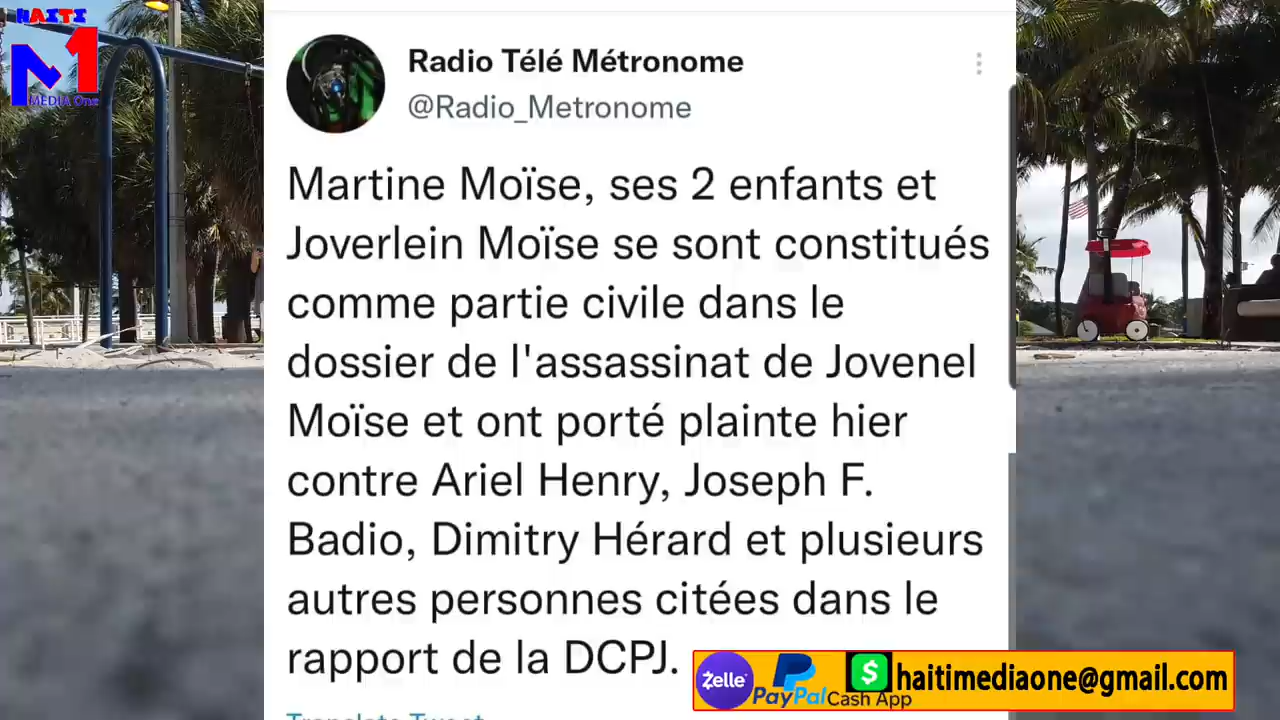 HAITI
M1
MEDIA One
Radio Télé Métronome
@Radio_Metronome
Martine Moïse, ses 2 enfants et
Joverlein Moïse se sont constitués
comme partie civile dans le
dossier de l'assassinat de Jovenel
Moïse et ont porté plainte hier
contre Ariel Henry, Joseph F.
Badio, Dimitry Hérard et plusieurs
autres personnes citées dans le
rapport de la DCPJ.
Translate Tweet
Zelle
PayPal
$
Cash App
haitimediaone@gmail.com